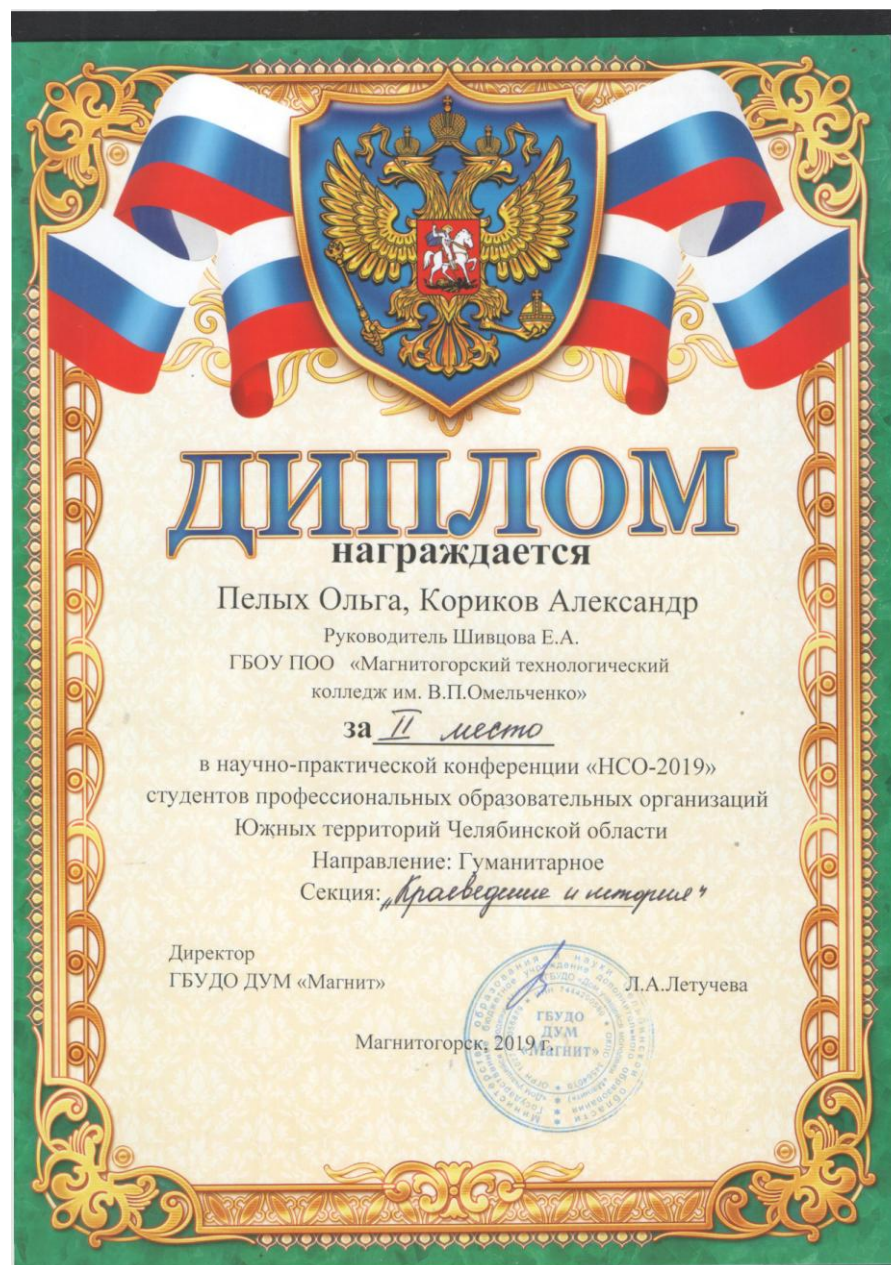 ДИПЛОМ
награждается
Пелых Ольга, Кориков Александр
Руководитель Шивцова Е.А.
ГБОУ ПОО «Магнитогорский технологический
колледж им. В.П.Омельченко»
за II место
в научно-практической конференции «НСО-2019»
студентов профессиональных образовательных организаций
Южных территорий Челябинской области
Направление: Гуманитарное
Секция: „Краеведение и история"
Директор
ГБУДО ДУМ «Магнит»
Л.А.Летучева
ГБУДО
ДУМ
«Магнит»
Магнитогорск, 2019 г.